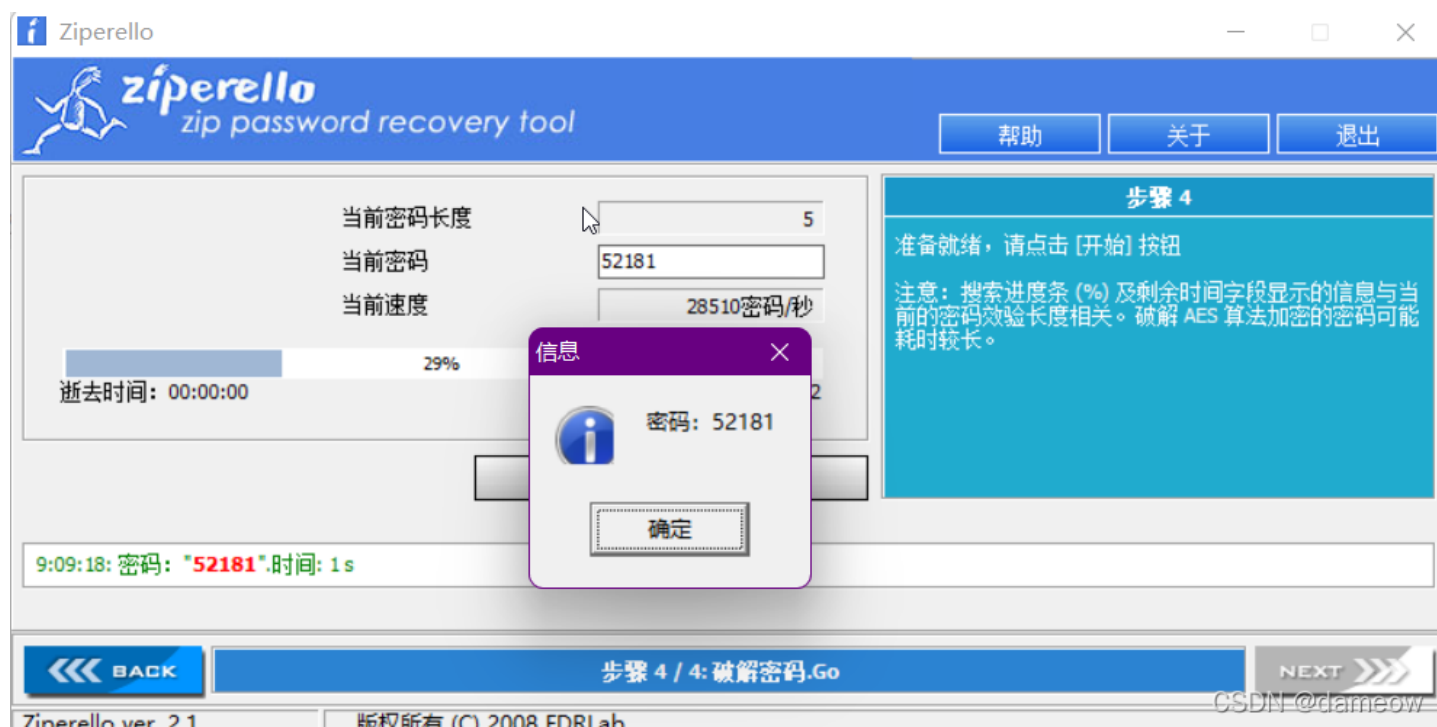 Ziperello
ziperello
zip password recovery tool
帮助 关于 退出
当前密码长度 5
当前密码 52181
当前速度 28510密码/秒
29%
逝去时间：00:00:00
2
步骤 4
准备就绪，请点击 [开始] 按钮
注意：搜索进度条 (%) 及剩余时间字段显示的信息与当
前的密码效验长度相关。破解 AES 算法加密的密码可能
耗时较长。
信息
密码：52181
确定
9:09:18: 密码："52181".时间: 1 s
BACK
步骤 4 / 4: 破解密码.Go
NEXT
CSDN @dameow
Ziperello ver. 2.1 版权所有 (C) 2008 FDRLab